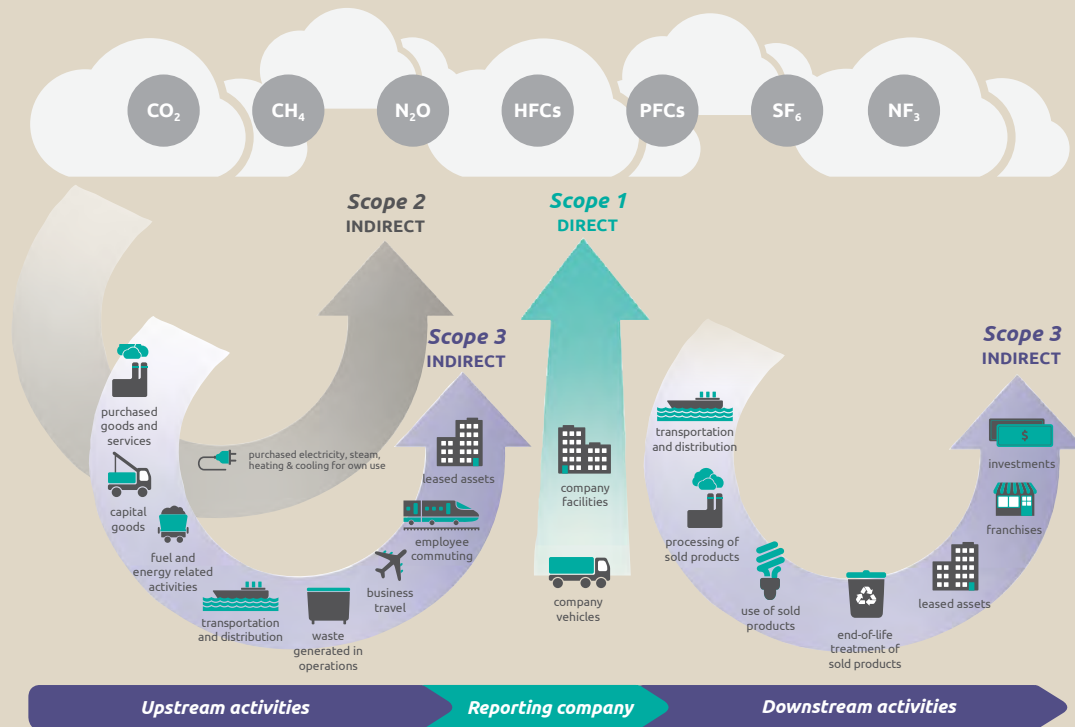 CO₂
CH₄
N₂O
HFCs
PFCs
SF₆
NF₃
Scope 2
INDIRECT
Scope 1
DIRECT
Scope 3
INDIRECT
Scope 3
INDIRECT
purchased
goods and
services
capital
goods
fuel and
energy related
activities
transportation
and distribution
waste
generated in
operations
business
travel
employee
commuting
leased assets
purchased electricity, steam,
heating & cooling for own use
company
facilities
company
vehicles
transportation
and distribution
processing of
sold products
use of sold
products
end-of-life
treatment of
sold products
leased assets
franchises
$
investments
Upstream activities
Reporting company
Downstream activities